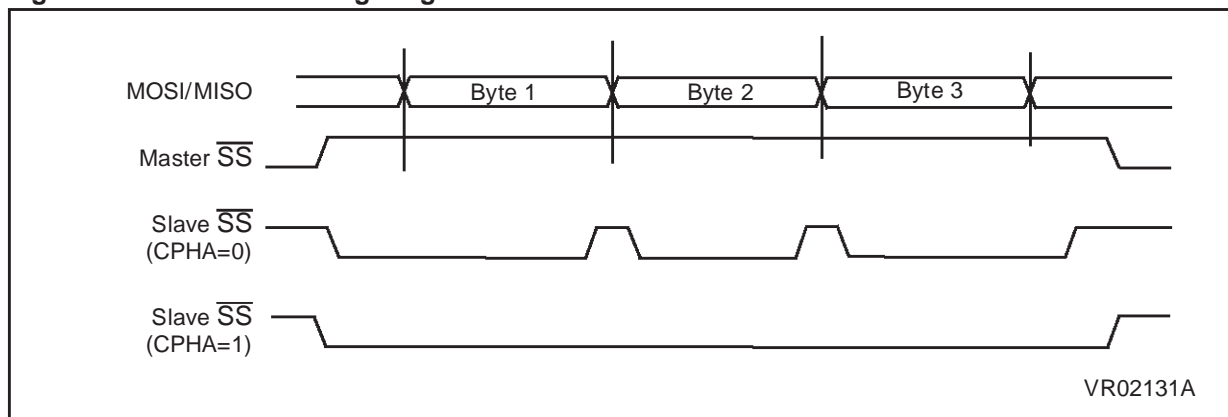 MOSI/MISO
Byte 1
Byte 2
Byte 3
Master SS
Slave SS
(CPHA=0)
Slave SS
(CPHA=1)
VR02131A